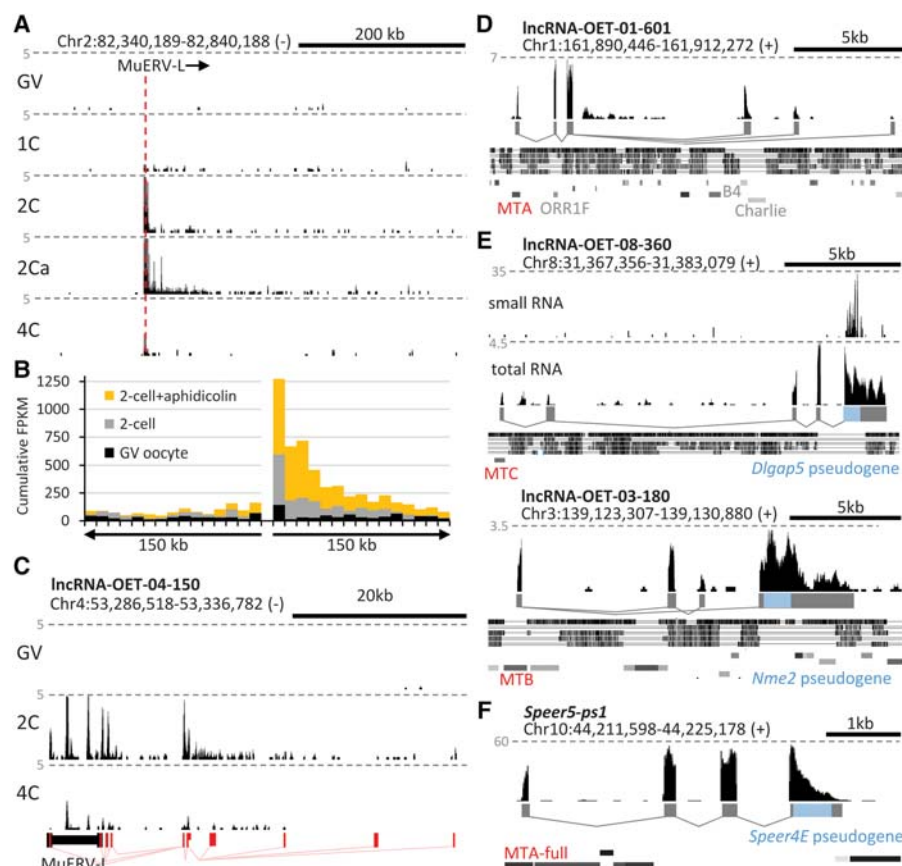 A
Chr2:82,340,189-82,840,188 (-)
200 kb
5
MuERV-L
GV
5
1C
5
2C
5
2Ca
5
4C
B
Cumulative FPKM
1250
1000
750
500
250
0
2-cell+aphidicolin
2-cell
GV oocyte
150 kb
150 kb
C
lncRNA-OET-04-150
Chr4:53,286,518-53,336,782 (-)
20kb
5
GV
5
2C
5
4C
MuERV-L
D
lncRNA-OET-01-601
Chr1:161,890,446-161,912,272 (+)
5kb
7
MTA
ORR1F
B4
Charlie
E
lncRNA-OET-08-360
Chr8:31,367,356-31,383,079 (+)
5kb
35
small RNA
4.5
total RNA
MTC
Dlgap5 pseudogene
lncRNA-OET-03-180
Chr3:139,123,307-139,130,880 (+)
5kb
3.5
MTB
Nme2 pseudogene
F
Speer5-ps1
Chr10:44,211,598-44,225,178 (+)
1kb
60
Speer4E pseudogene
MTA-full